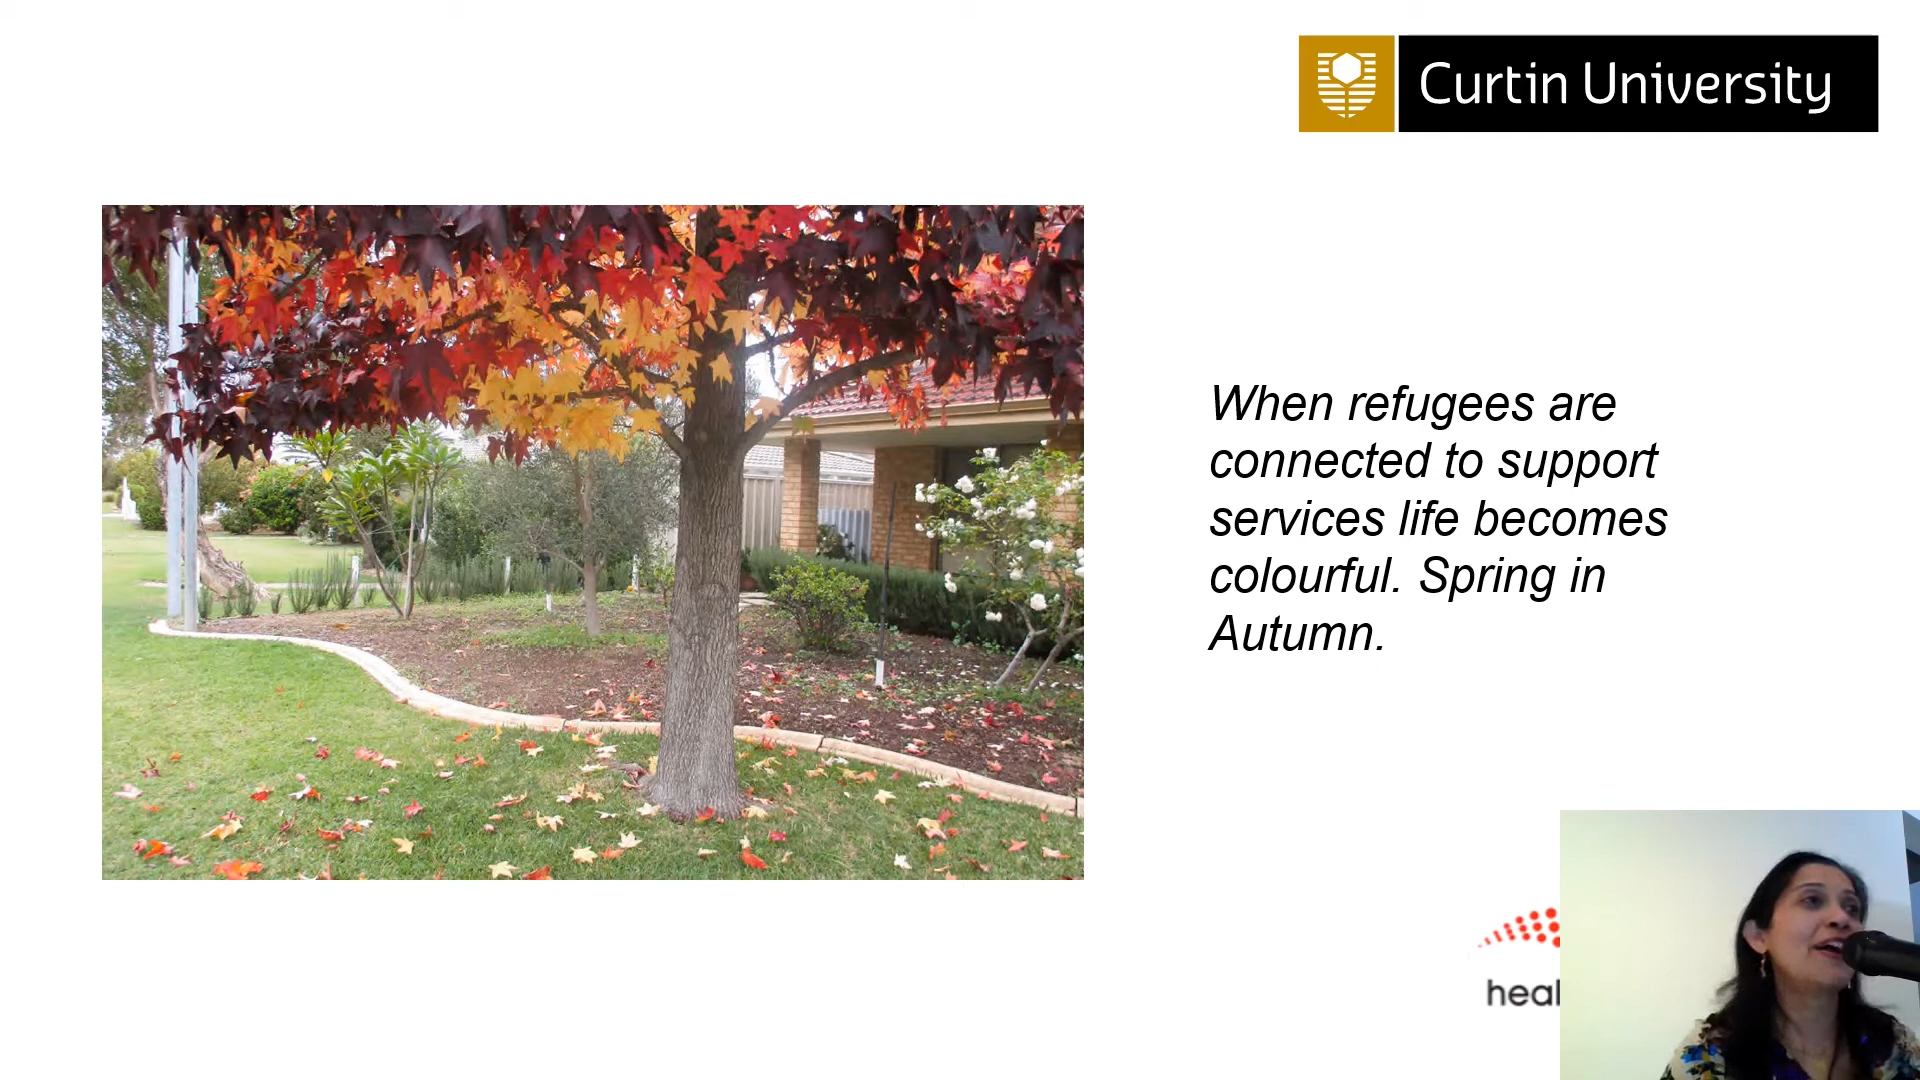 Curtin University
When refugees are
connected to support
services life becomes
colourful. Spring in
Autumn.
heal